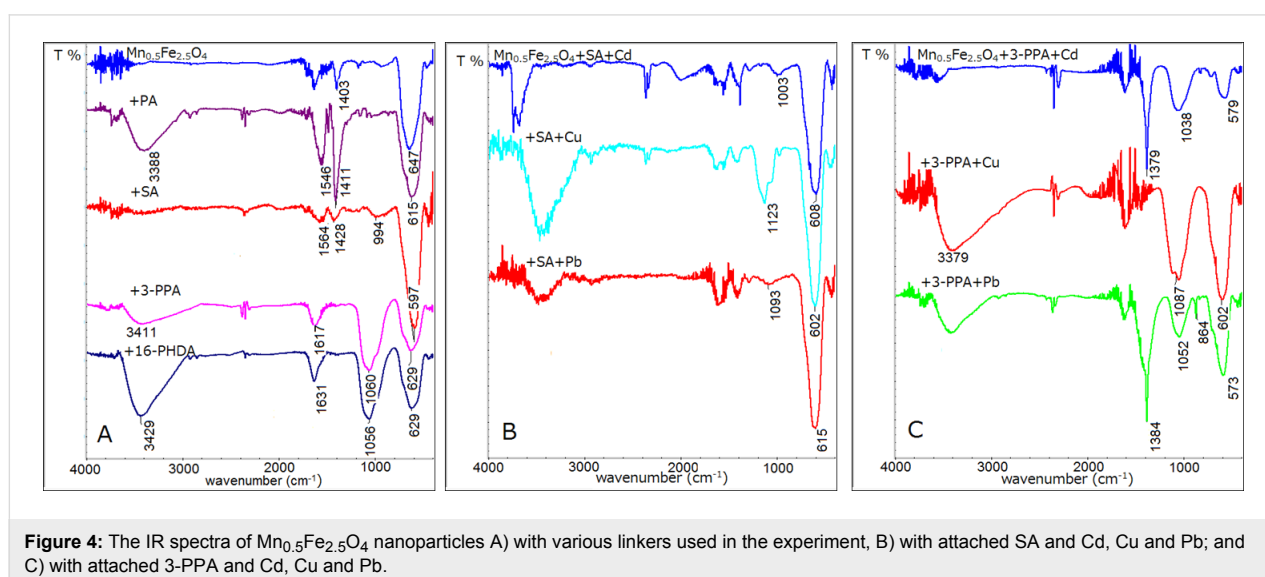 T %
Mn0.5Fe2.5O4
1403
647
+PA
3388
1546
1411
615
+SA
1564
1428
994
597
+3-PPA
3411
1617
1060
629
+16-PHDA
3429
1631
1056
629
A
4000 3000 2000 1000
wavenumber (cm-1)
T %
Mn0.5Fe2.5O4+SA+Cd
1003
608
+SA+Cu
1123
602
+SA+Pb
1093
615
B
4000 3000 2000 1000
wavenumber (cm-1)
T %
Mn0.5Fe2.5O4+3-PPA+Cd
1379
1038
579
+3-PPA+Cu
3379
1087
602
+3-PPA+Pb
1384
1052
864
573
C
4000 3000 2000 1000
wavenumber (cm-1)
Figure 4: The IR spectra of Mn0.5Fe2.5O4 nanoparticles A) with various linkers used in the experiment, B) with attached SA and Cd, Cu and Pb; and
C) with attached 3-PPA and Cd, Cu and Pb.